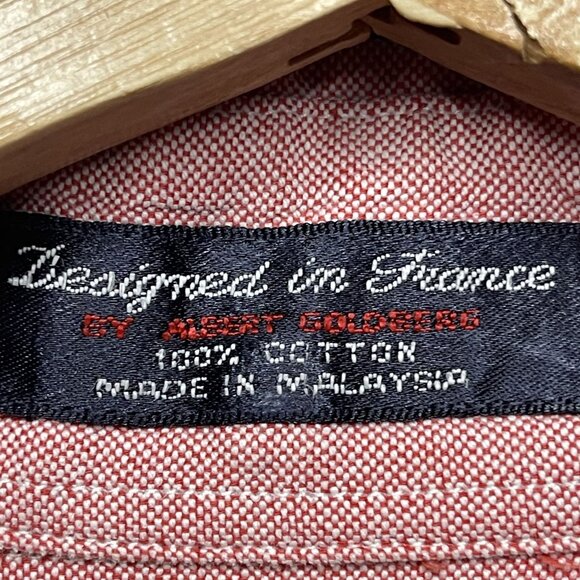 Designed in France
BY ALBERT GOLDBERG
100% COTTON
MADE IN MALAYSIA